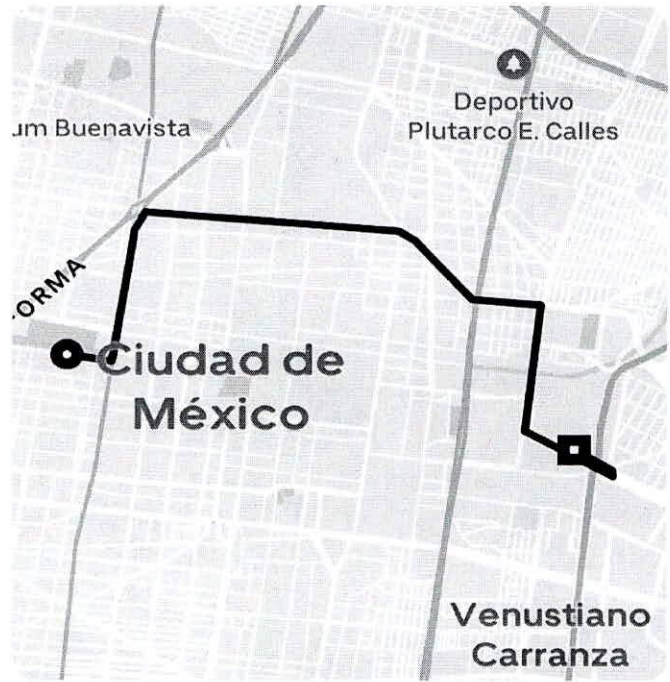 Deportivo
Plutarco E. Calles
um Buenavista
ORMA
Ciudad de
México
Venustiano
Carranza